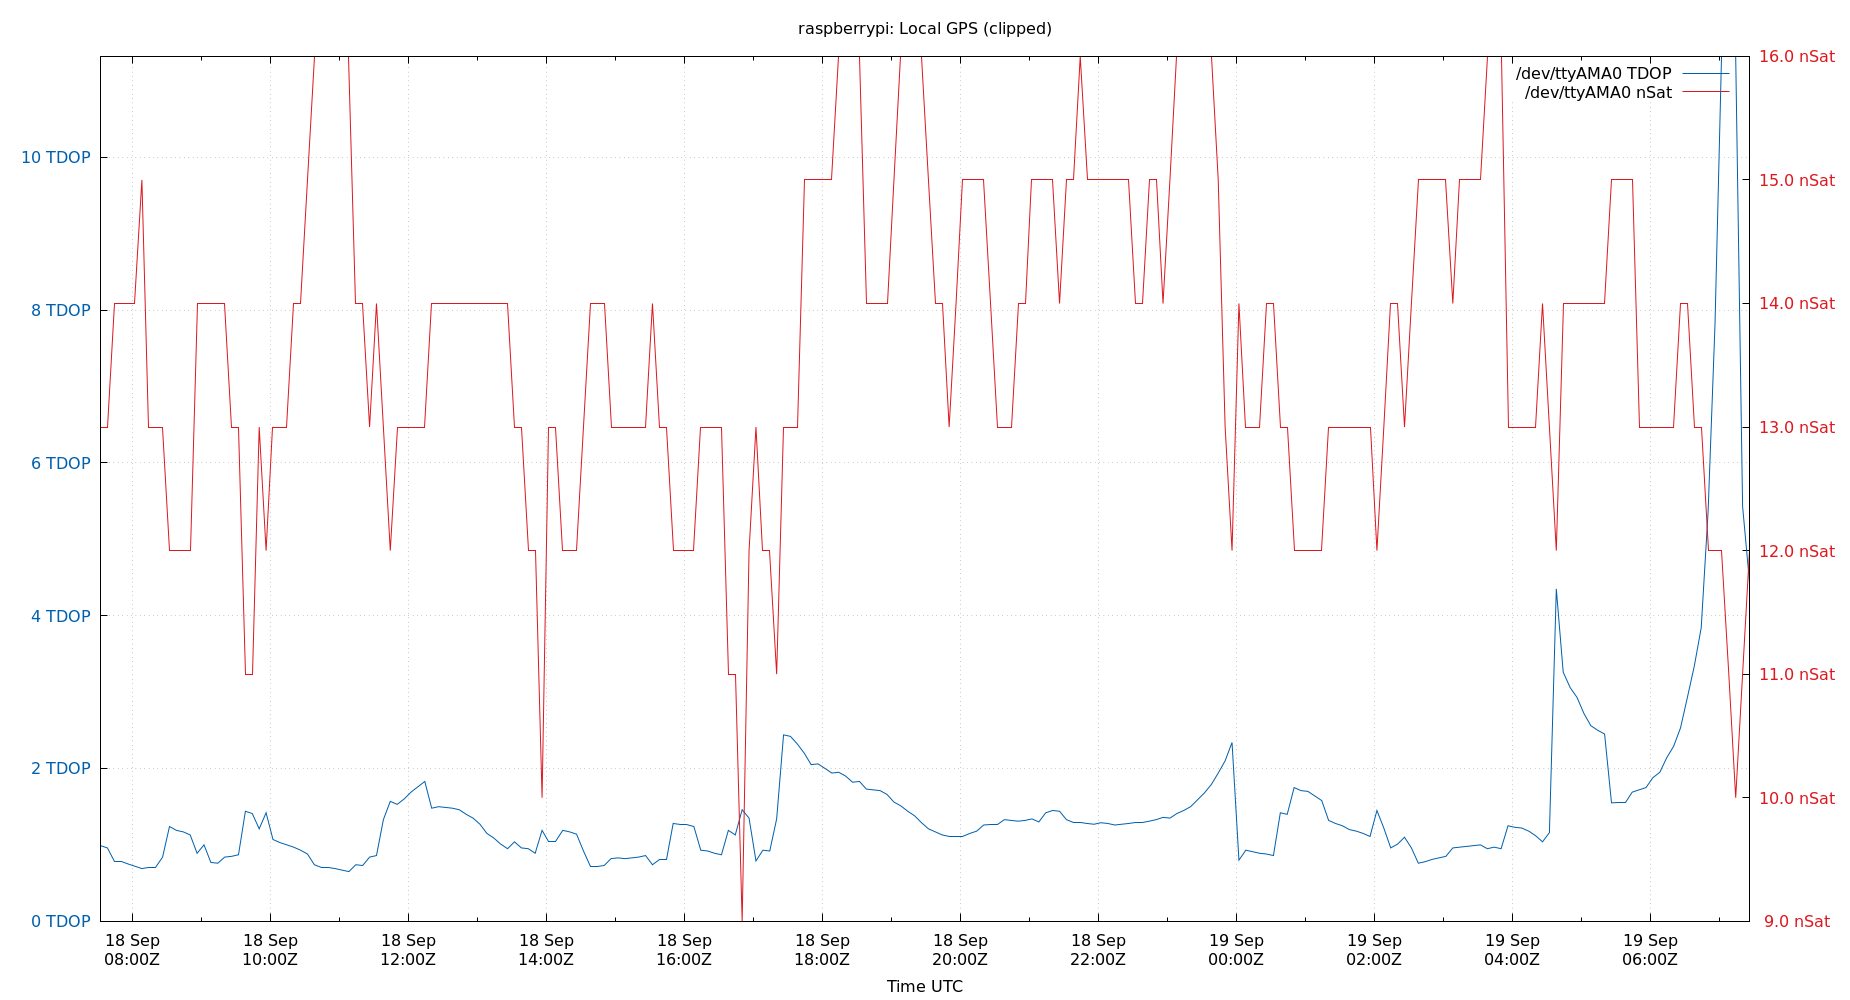 raspberrypi: Local GPS (clipped)
/dev/ttyAMA0 TDOP
/dev/ttyAMA0 nSat
10 TDOP
8 TDOP
6 TDOP
4 TDOP
2 TDOP
0 TDOP
16.0 nSat
15.0 nSat
14.0 nSat
13.0 nSat
12.0 nSat
11.0 nSat
10.0 nSat
9.0 nSat
18 Sep 18 Sep 18 Sep 18 Sep 18 Sep 18 Sep 18 Sep 18 Sep 19 Sep 19 Sep 19 Sep 19 Sep
08:00Z 10:00Z 12:00Z 14:00Z 16:00Z 18:00Z 20:00Z 22:00Z 00:00Z 02:00Z 04:00Z 06:00Z
Time UTC